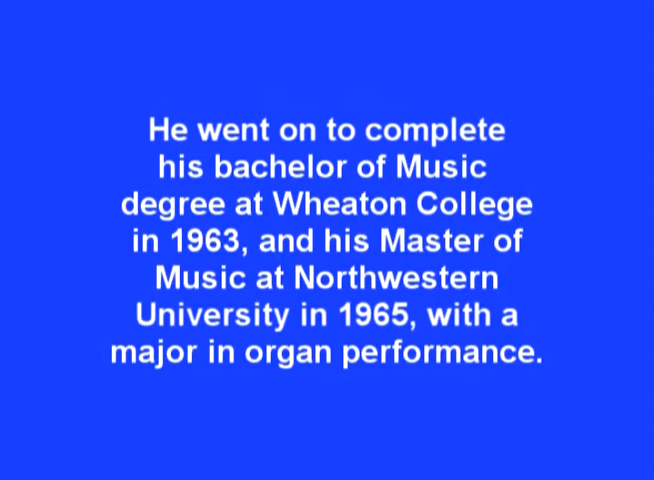 He went on to complete
his bachelor of Music
degree at Wheaton College
in 1963, and his Master of
Music at Northwestern
University in 1965, with a
major in organ performance.